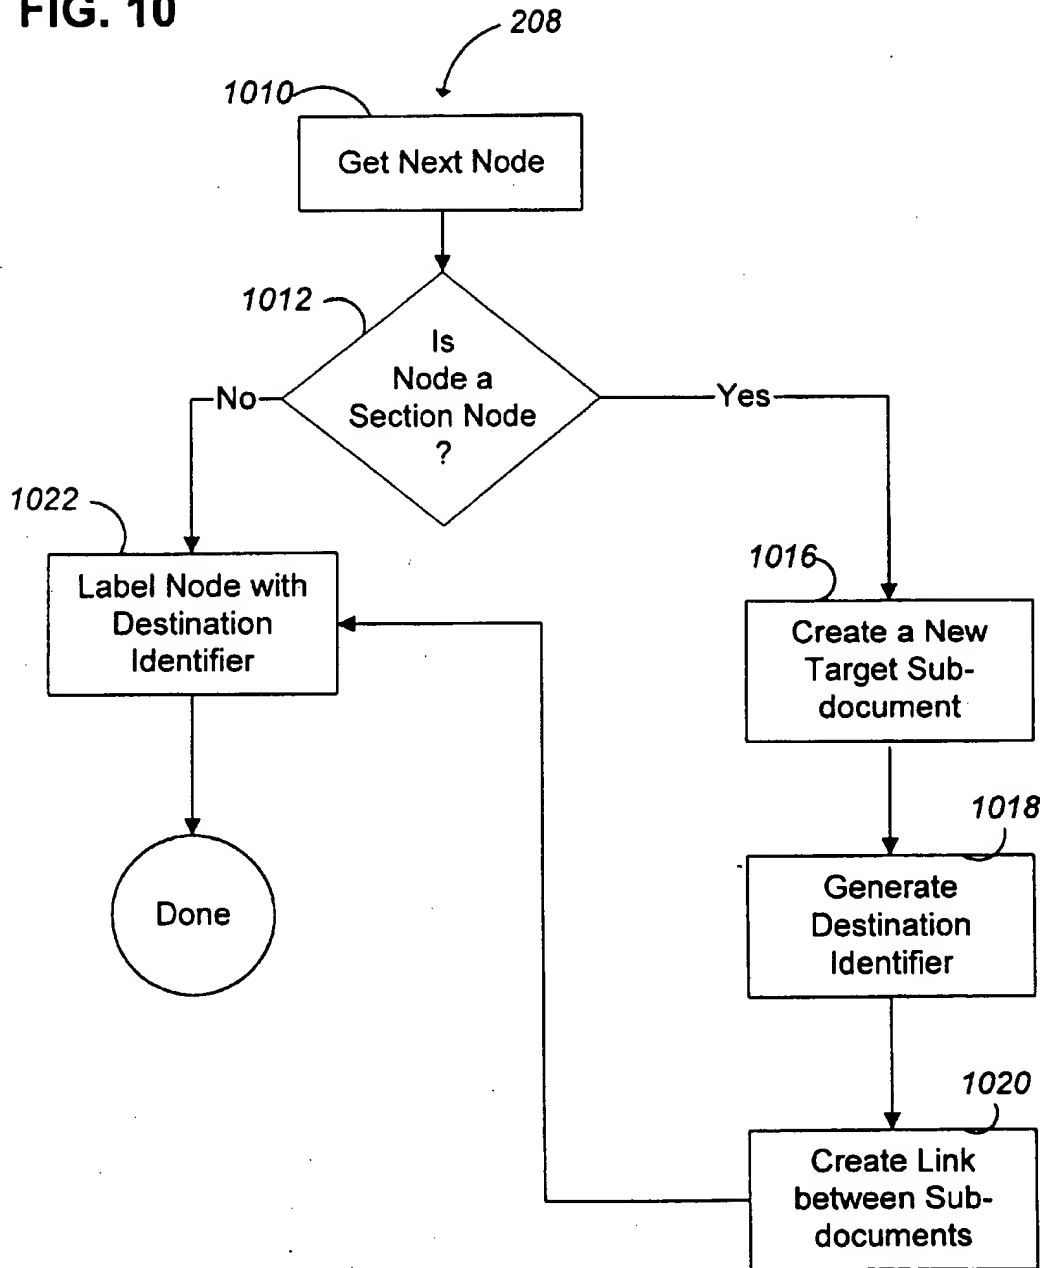 FIG. 10
208
1010
Get Next Node
1012
Is
Node a
Section Node
?
No
Yes
1022
Label Node with
Destination
Identifier
1016
Create a New
Target Sub-
document
1018
Generate
Destination
Identifier
Done
1020
Create Link
between Sub-
documents